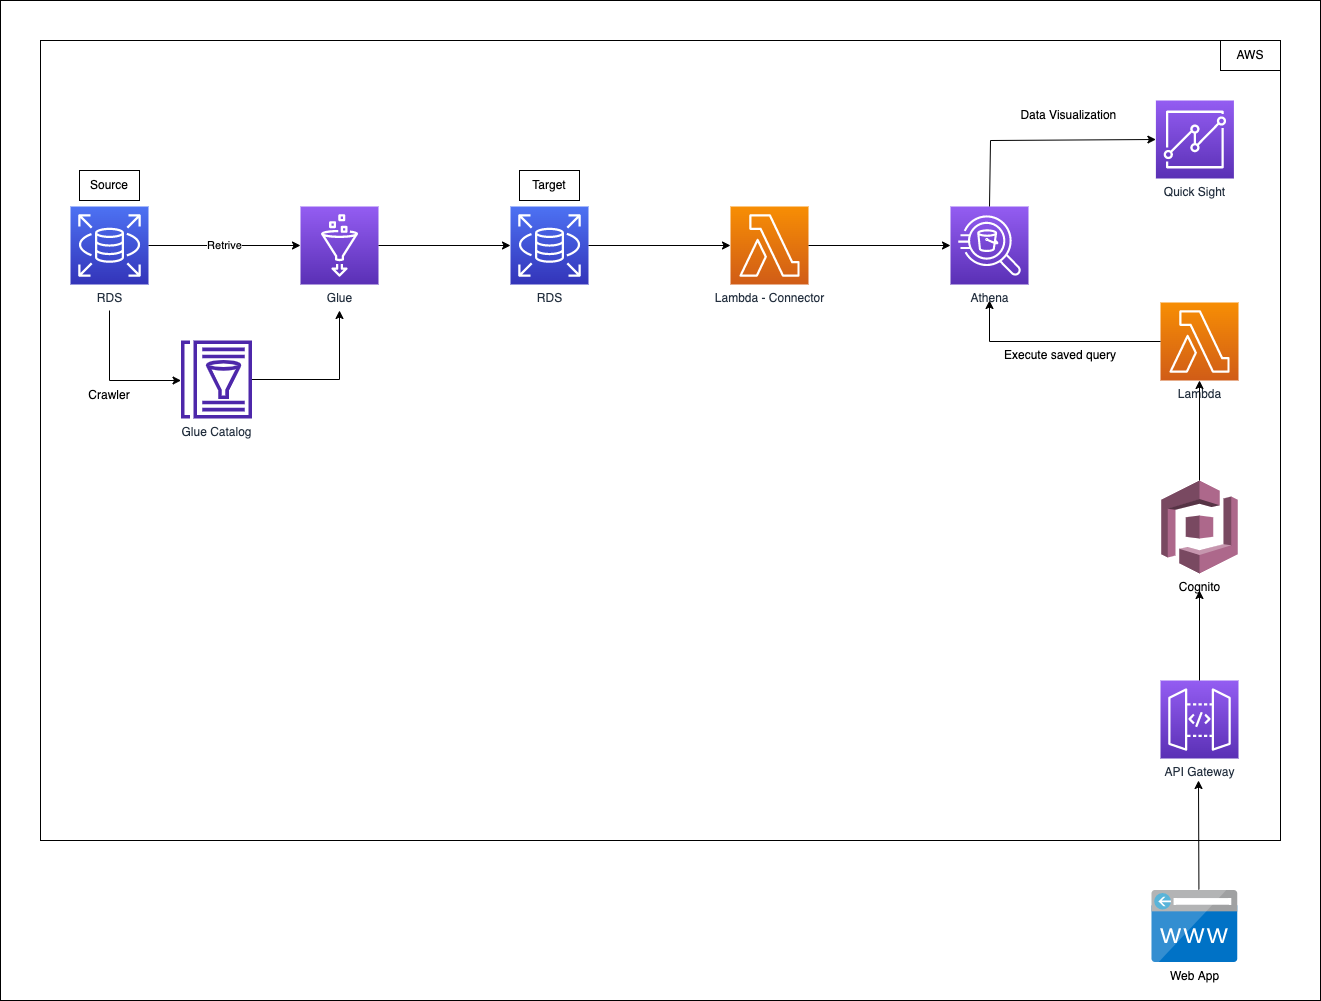 AWS
Data Visualization
Quick Sight
Source
Target
Retrive
RDS
Glue
RDS
Lambda - Connector
Athena
Execute saved query
Crawler
Lambda
Glue Catalog
Cognito
</>
API Gateway
WWW
Web App